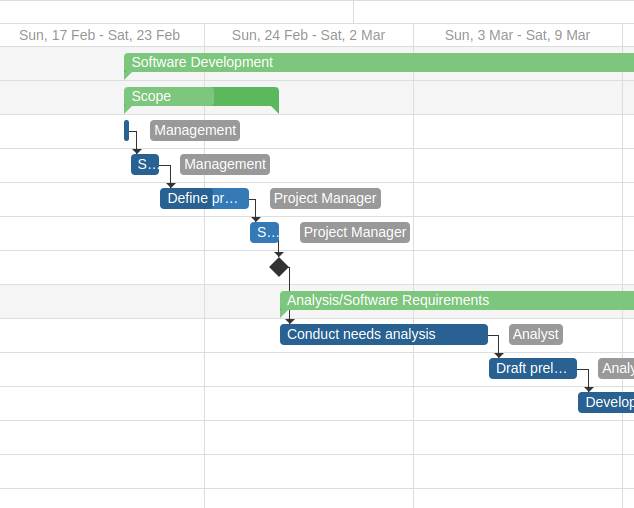 Sun, 17 Feb - Sat, 23 Feb
Sun, 24 Feb - Sat, 2 Mar
Sun, 3 Mar - Sat, 9 Mar
Software Development
Scope
Management
S... Management
Define pr... Project Manager
S... Project Manager
Analysis/Software Requirements
Conduct needs analysis Analyst
Draft prel... Analy
Develop